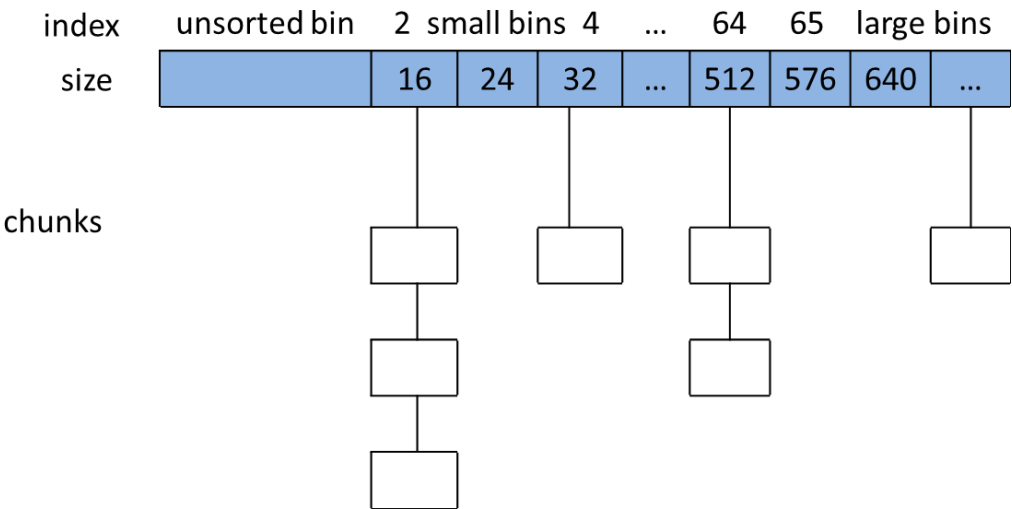 index unsorted bin 2 small bins 4 ... 64 65 large bins
size 16 24 32 ... 512 576 640 ...
chunks